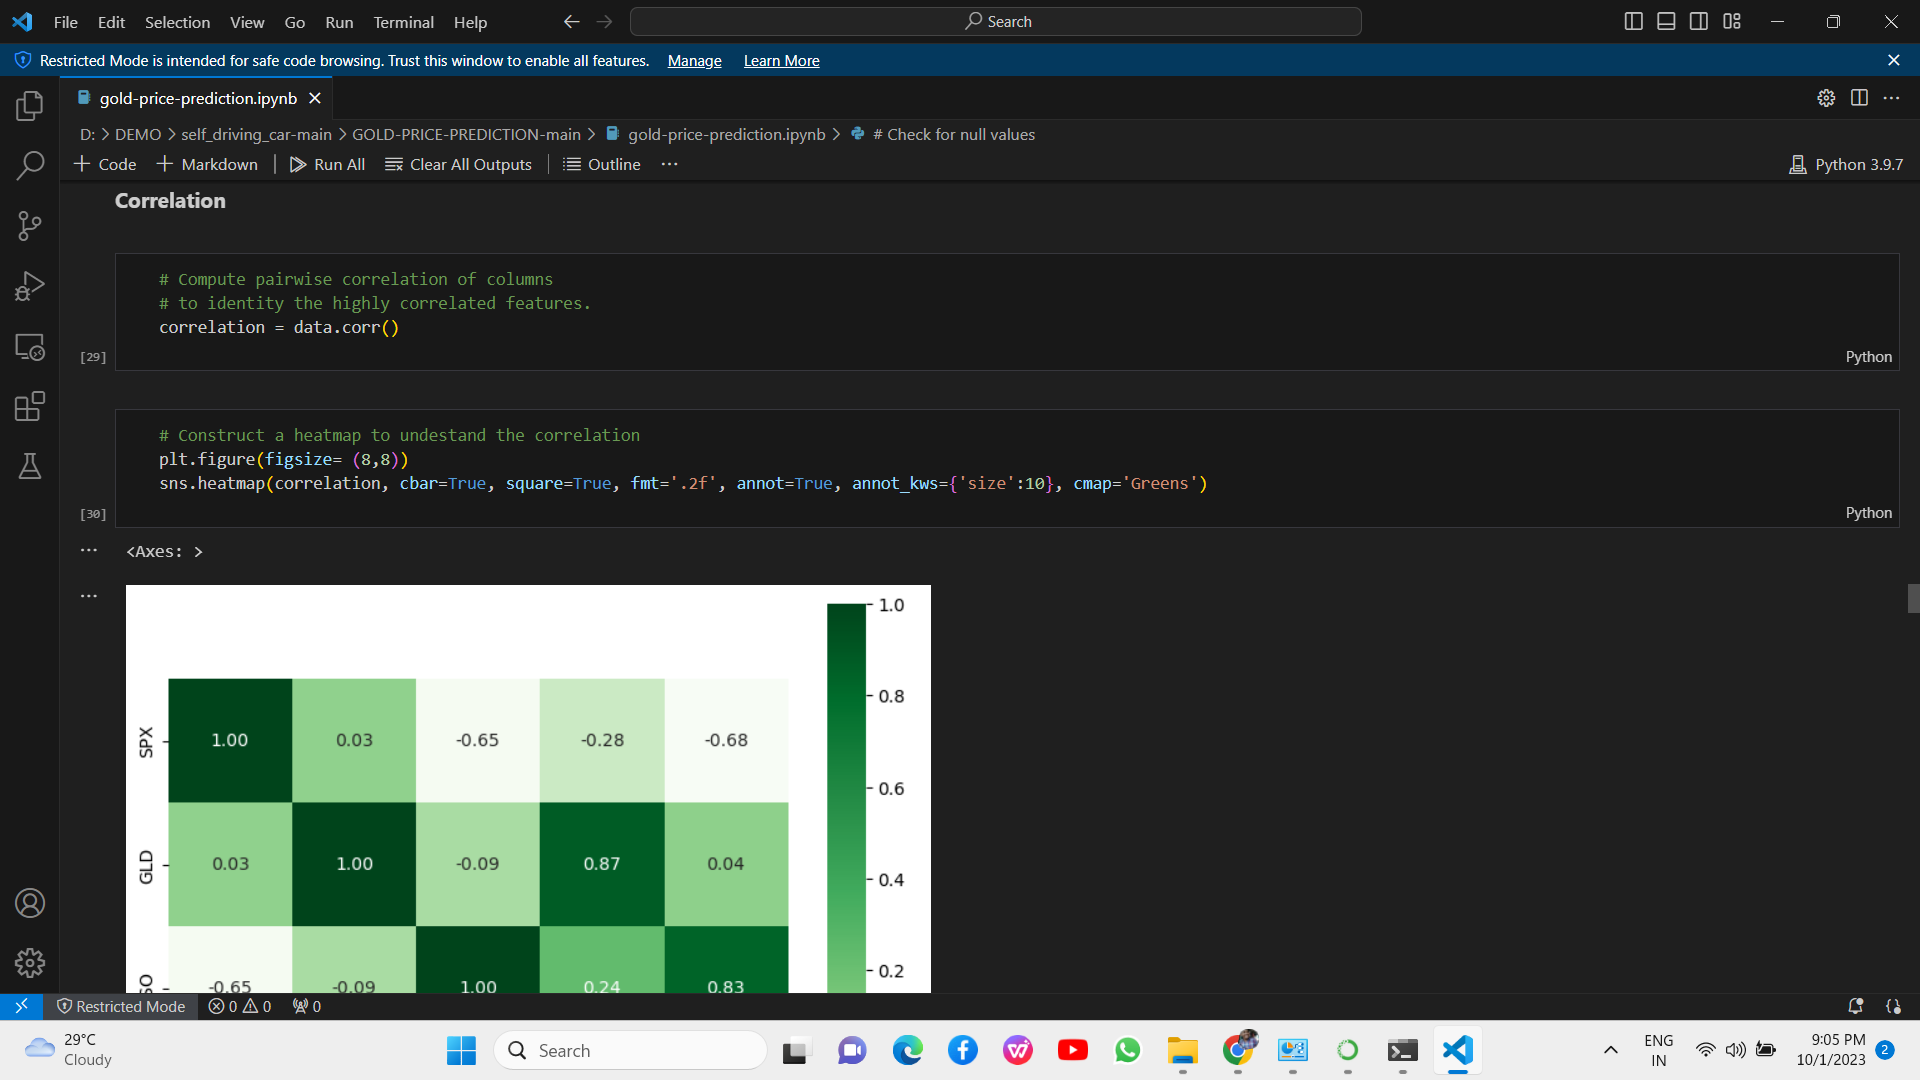 File Edit Selection View Go Run Terminal Help
Search
Restricted Mode is intended for safe code browsing. Trust this window to enable all features. Manage Learn More
gold-price-prediction.ipynb
D: > DEMO > self_driving_car-main > GOLD-PRICE-PREDICTION-main > gold-price-prediction.ipynb > # Check for null values
+ Code + Markdown Run All Clear All Outputs Outline ... Python 3.9.7
Correlation
# Compute pairwise correlation of columns
# to identity the highly correlated features.
correlation = data.corr()
[29] Python
# Construct a heatmap to undestand the correlation
plt.figure(figsize= (8,8))
sns.heatmap(correlation, cbar=True, square=True, fmt='.2f', annot=True, annot_kws={'size':10}, cmap='Greens')
[30] Python
... <Axes: >
...
1.0
0.8
SPX 1.00 0.03 -0.65 -0.28 -0.68
0.6
GLD 0.03 1.00 -0.09 0.87 0.04
0.4
0.2
SO -0.65 -0.09 1.00 0.24 0.83
Restricted Mode 0 0 0
29°C
Cloudy
Search
ENG
IN
9:05 PM
10/1/2023
2